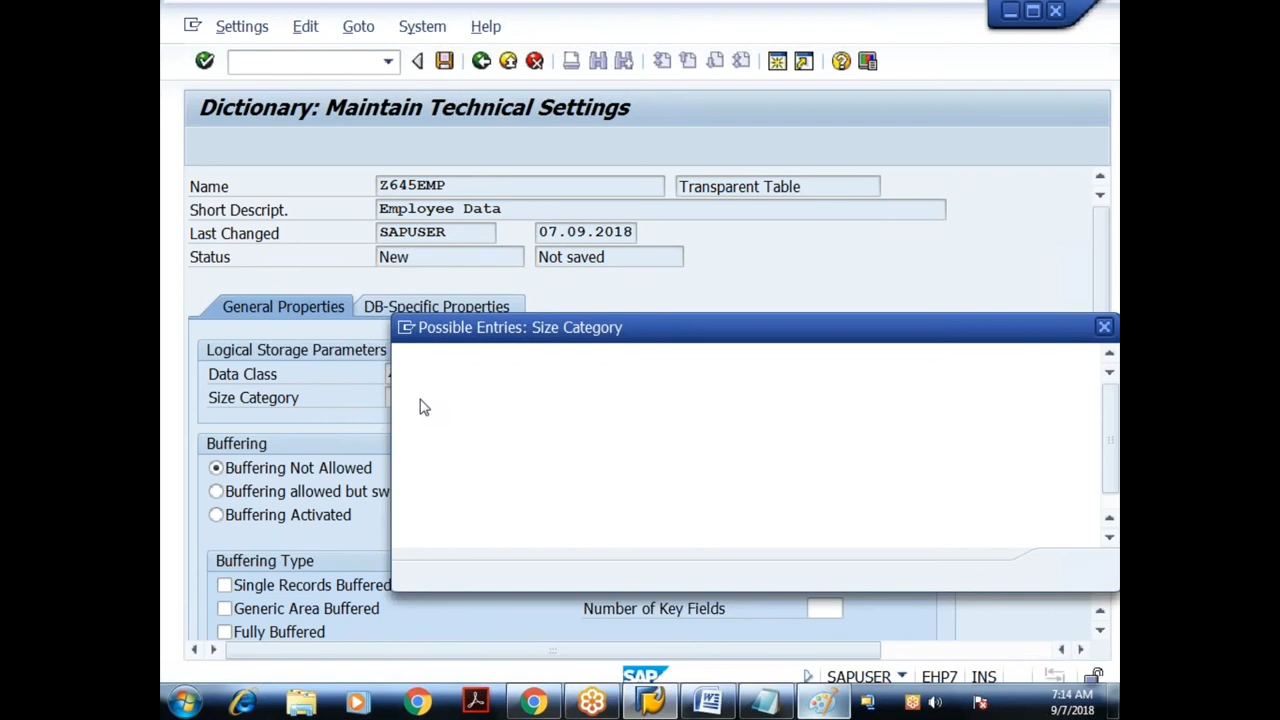 Settings Edit Goto System Help
Dictionary: Maintain Technical Settings
Name Z645EMP Transparent Table
Short Descript. Employee Data
Last Changed SAPUSER 07.09.2018
Status New Not saved
General Properties DB-Specific Properties
Possible Entries: Size Category
Logical Storage Parameters
Data Class
Size Category
Buffering
Buffering Not Allowed
Buffering allowed but sw
Buffering Activated
Buffering Type
Single Records Buffered
Generic Area Buffered Number of Key Fields
Fully Buffered
SAP SAPUSER EHP7 INS
7:14 AM
9/7/2018